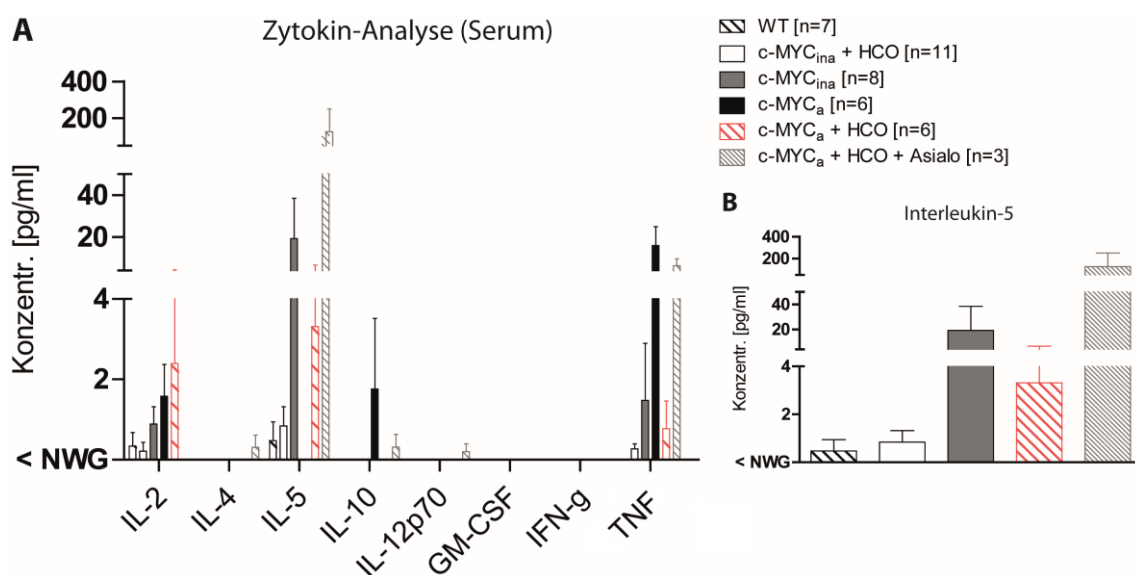 A
Zytokin-Analyse (Serum)
Konzentr. [pg/ml]
400
200
40
20
4
2
< NWG
IL-2
IL-4
IL-5
IL-10
IL-12p70
GM-CSF
IFN-g
TNF
WT [n=7]
c-MYCina + HCO [n=11]
c-MYCina [n=8]
c-MYCa [n=6]
c-MYCa + HCO [n=6]
c-MYCa + HCO + Asialo [n=3]
B
Interleukin-5
Konzentr. [pg/ml]
400
200
40
20
4
2
< NWG